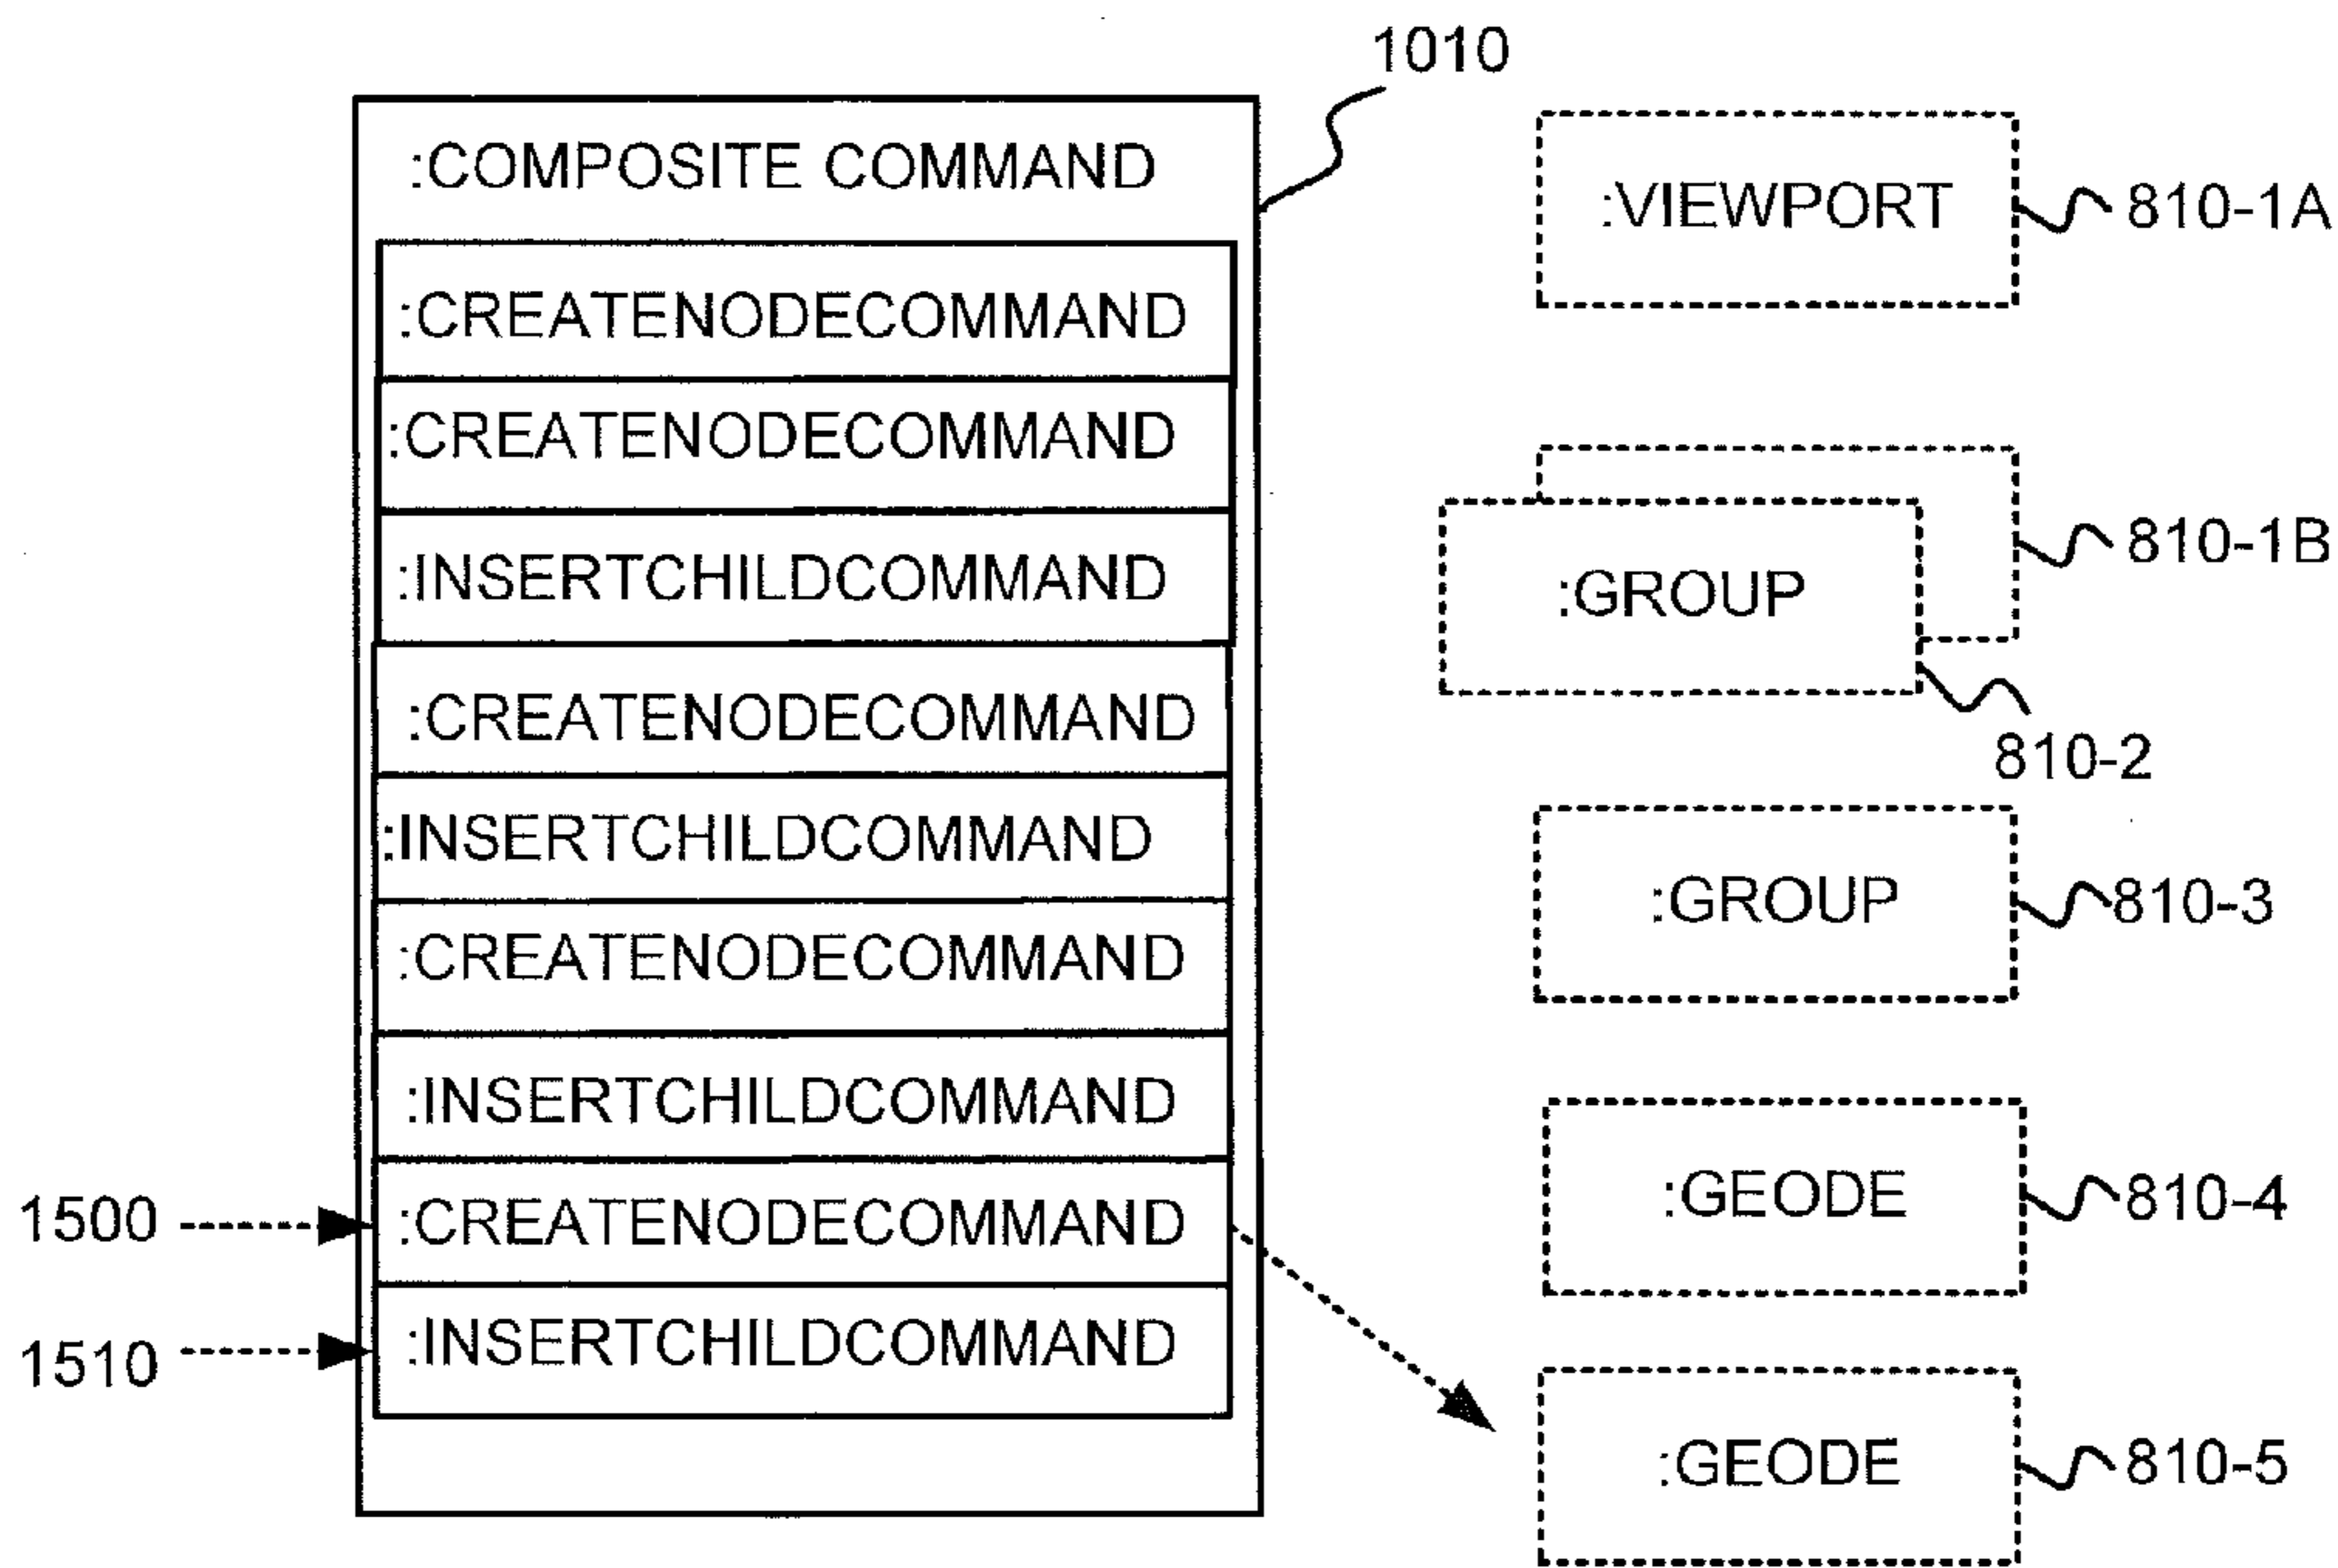 1010
:COMPOSITE COMMAND
:CREATENODECOMMAND
:CREATENODECOMMAND
:INSERTCHILDCOMMAND
:CREATENODECOMMAND
:INSERTCHILDCOMMAND
:CREATENODECOMMAND
:INSERTCHILDCOMMAND
1500
:CREATENODECOMMAND
1510
:INSERTCHILDCOMMAND
:VIEWPORT
810-1A
810-1B
:GROUP
810-2
:GROUP
810-3
:GEODE
810-4
:GEODE
810-5